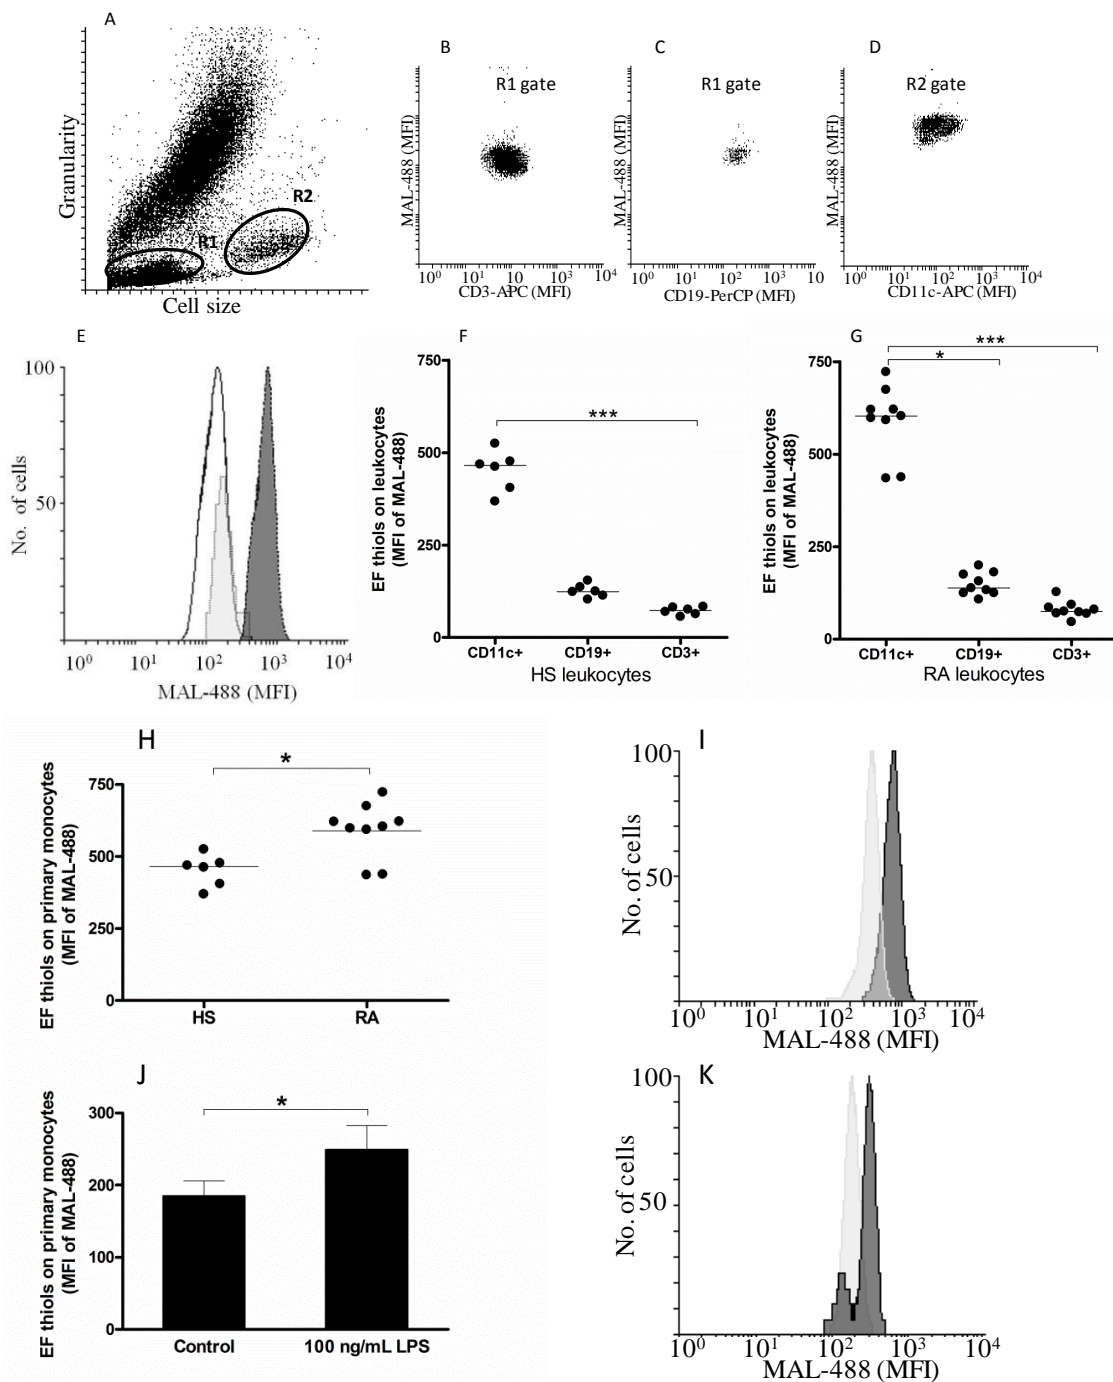 A
Granularity
R1
R2
Cell size
B
R1 gate
MAL-488 (MFI)
10^0 10^1 10^2 10^3 10^4
CD3-APC (MFI)
C
R1 gate
MAL-488 (MFI)
10^0 10^1 10^2 10^3 10
CD19-PerCP (MFI)
D
R2 gate
MAL-488 (MFI)
10^0 10^1 10^2 10^3 10^4
CD11c-APC (MFI)
E
100
50
No. of cells
10^0 10^1 10^2 10^3 10^4
MAL-488 (MFI)
F
EF thiols on leukocytes
(MFI of MAL-488)
750
500
250
0
***
CD11c+ CD19+ CD3+
HS leukocytes
G
EF thiols on leukocytes
(MFI of MAL-488)
750
500
250
0
***
*
CD11c+ CD19+ CD3+
RA leukocytes
H
EF thiols on primary monocytes
(MFI of MAL-488)
750
500
250
0
*
HS RA
I
100
50
No. of cells
10^0 10^1 10^2 10^3 10^4
MAL-488 (MFI)
J
EF thiols on primary monocytes
(MFI of MAL-488)
300
200
100
0
*
Control 100 ng/mL LPS
K
100
50
No. of cells
10^0 10^1 10^2 10^3 10^4
MAL-488 (MFI)